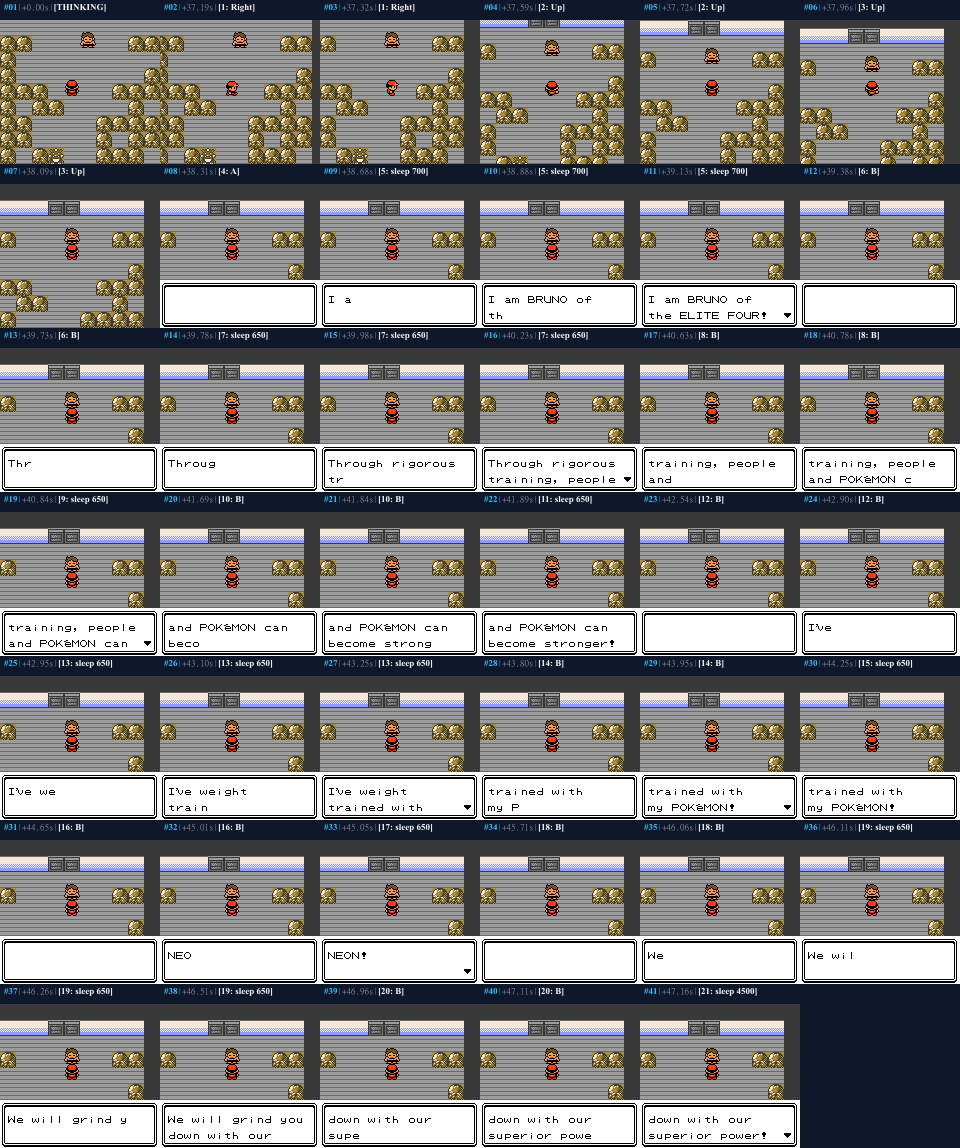 #01|+0.00s|[THINKING]
#02|+37.19s|[1: Right]
#03|+37.32s|[1: Right]
#04|+37.59s|[2: Up]
#05|+37.72s|[2: Up]
#06|+37.96s|[3: Up]
#07|+38.09s|[3: Up]
#08|+38.31s|[4: A]
#09|+38.68s|[5: sleep 700]
I a
#10|+38.88s|[5: sleep 700]
I am BRUNO of
th
#11|+39.13s|[5: sleep 700]
I am BRUNO of
the ELITE FOUR!
#12|+39.38s|[6: B]
#13|+39.73s|[6: B]
Thr
#14|+39.78s|[7: sleep 650]
Throug
#15|+39.98s|[7: sleep 650]
Through rigorous
tr
#16|+40.23s|[7: sleep 650]
Through rigorous
training, people
#17|+40.63s|[8: B]
training, people
and
#18|+40.78s|[8: B]
training, people
and POKéMON c
#19|+40.84s|[9: sleep 650]
training, people
and POKéMON can
#20|+41.69s|[10: B]
and POKéMON can
beco
#21|+41.84s|[10: B]
and POKéMON can
become strong
#22|+41.89s|[11: sleep 650]
and POKéMON can
become stronger!
#23|+42.54s|[12: B]
#24|+42.90s|[12: B]
I've
#25|+42.95s|[13: sleep 650]
I've we
#26|+43.10s|[13: sleep 650]
I've weight
train
#27|+43.25s|[13: sleep 650]
I've weight
trained with
#28|+43.80s|[14: B]
trained with
my P
#29|+43.95s|[14: B]
trained with
my POKéMON!
#30|+44.25s|[15: sleep 650]
trained with
my POKéMON!
#31|+44.65s|[16: B]
#32|+45.01s|[16: B]
NEO
#33|+45.05s|[17: sleep 650]
NEON!
#34|+45.71s|[18: B]
#35|+46.06s|[18: B]
We
#36|+46.11s|[19: sleep 650]
We wil
#37|+46.26s|[19: sleep 650]
We will grind y
#38|+46.51s|[19: sleep 650]
We will grind you
down with our
#39|+46.96s|[20: B]
down with our
supe
#40|+47.11s|[20: B]
down with our
superior powe
#41|+47.16s|[21: sleep 4500]
down with our
superior power!